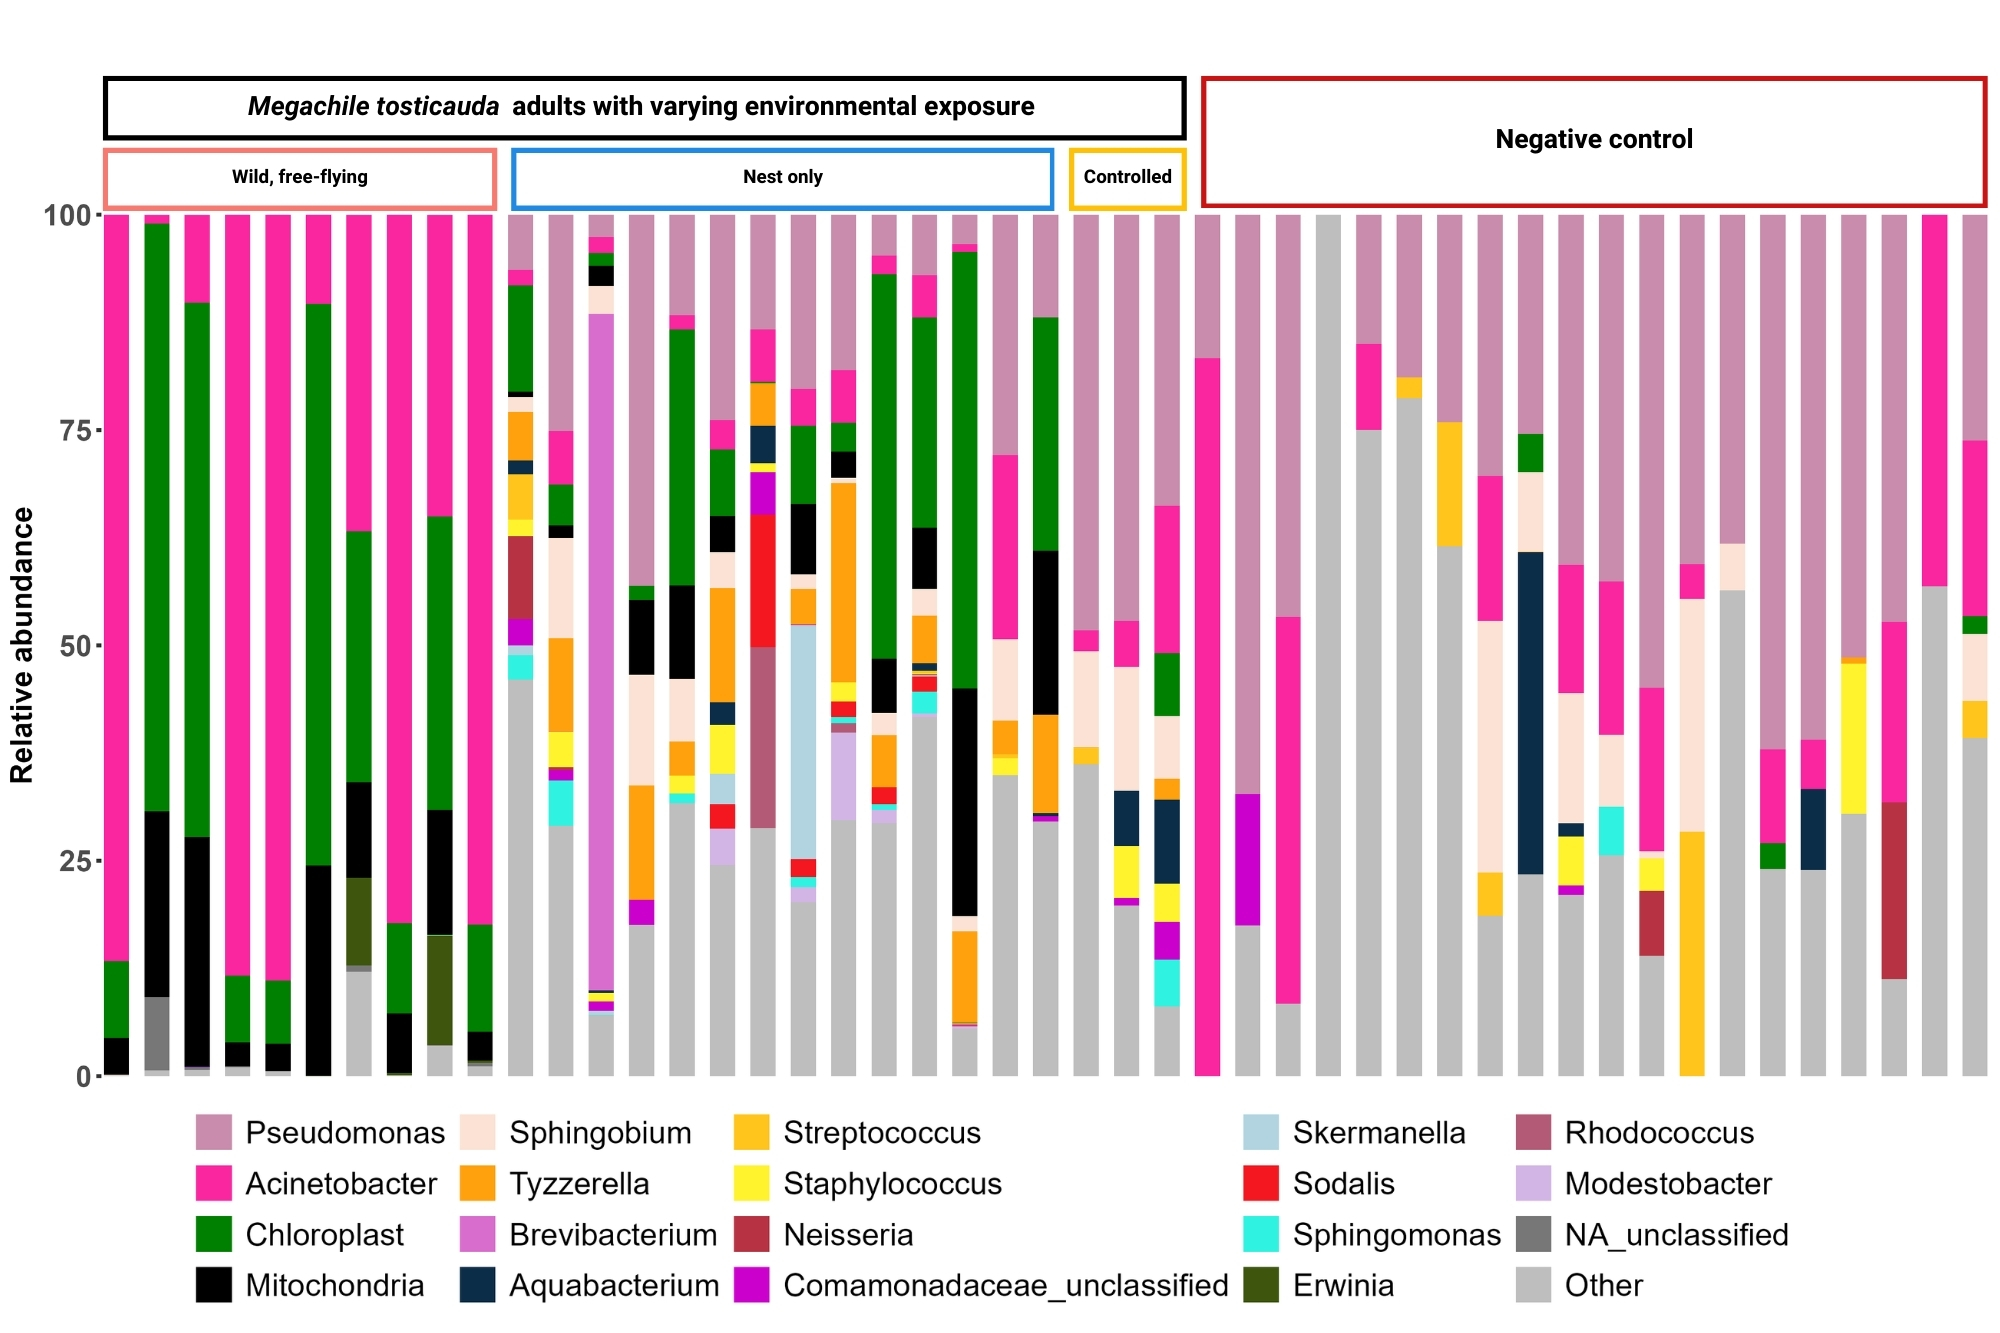 Megachile tosticauda adults with varying environmental exposure
Negative control
Wild, free-flying
Nest only
Controlled
100
75
50
25
0
Relative abundance
Pseudomonas
Sphingobium
Streptococcus
Skermanella
Rhodococcus
Acinetobacter
Tyzzerella
Staphylococcus
Sodalis
Modestobacter
Chloroplast
Brevibacterium
Neisseria
Sphingomonas
NA_unclassified
Mitochondria
Aquabacterium
Comamonadaceae_unclassified
Erwinia
Other